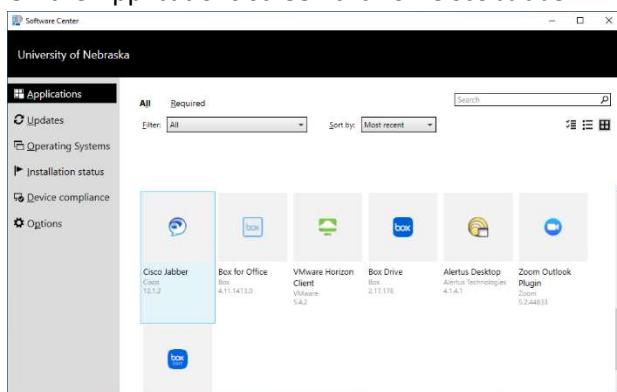 Software Center
University of Nebraska
Applications
Updates
Operating Systems
Installation status
Device compliance
Options
All Required
Search
Filter: All Sort by: Most recent
box
box
Cisco Jabber
Cisco
12.1.2
Box for Office
Box
4.11.1413.0
VMware Horizon
Client
VMware
5.4.2
Box Drive
Box
2.17.176
Alertus Desktop
Alertus Technologies
4.1.4.1
Zoom Outlook
Plugin
Zoom
5.2.44833
box